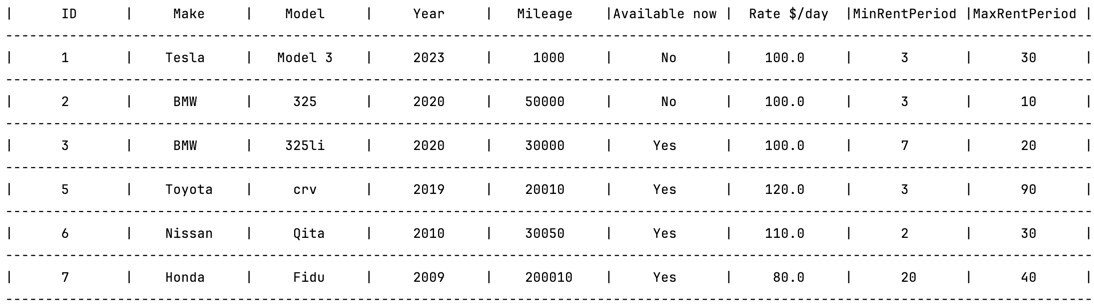 | ID | Make | Model | Year | Mileage |Available now | Rate $/day |MinRentPeriod |MaxRentPeriod |
| 1 | Tesla | Model 3 | 2023 | 1000 | No | 100.0 | 3 | 30 |
| 2 | BMW | 325 | 2020 | 50000 | No | 100.0 | 3 | 10 |
| 3 | BMW | 325li | 2020 | 30000 | Yes | 100.0 | 7 | 20 |
| 5 | Toyota | crv | 2019 | 20010 | Yes | 120.0 | 3 | 90 |
| 6 | Nissan | Qita | 2010 | 30050 | Yes | 110.0 | 2 | 30 |
| 7 | Honda | Fidu | 2009 | 200010 | Yes | 80.0 | 20 | 40 |